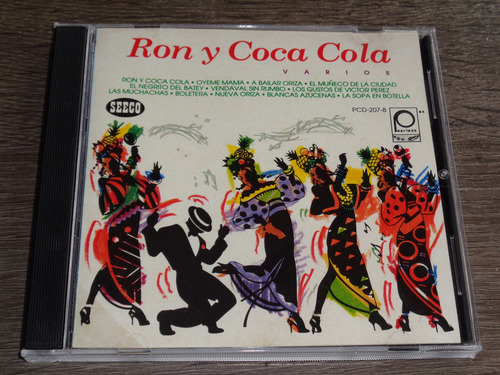 Ron y Coca Cola
VARIOS
RON Y COCA COLA • OYEME MAMA • A BAILAR ORIZA • EL MUÑECO DE LA CIUDAD
EL NEGRITO DEL BATEY • VENDAVAL SIN RUMBO • LOS GUSTOS DE VICTOR PEREZ
LAS MUCHACHAS • BOLETERA • NUEVA ORIZA • BLANCAS AZUCENAS • LA SOPA EN BOTELLA
SEECO
PCD-207-8
Peerless